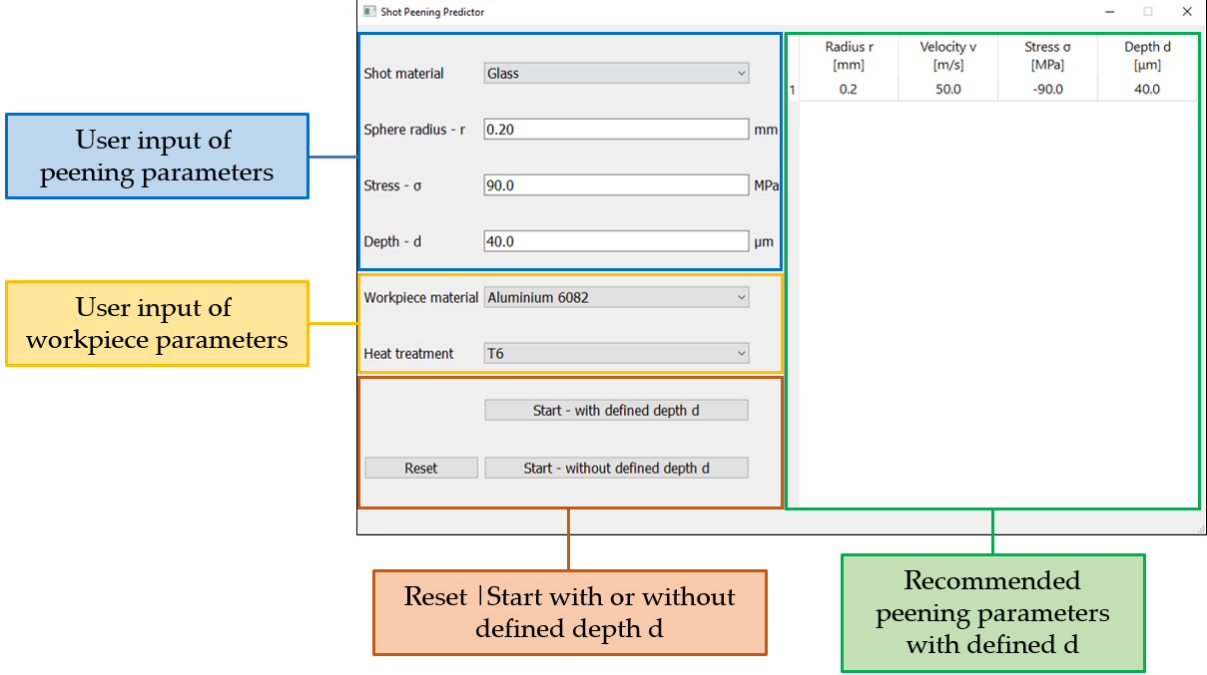 Shot Peening Predictor
Shot material
Glass
Sphere radius - r
0.20
mm
Stress - σ
90.0
MPa
Depth - d
40.0
µm
Workpiece material
Aluminium 6082
Heat treatment
T6
Start - with defined depth d
Reset
Start - without defined depth d
Radius r
[mm]
Velocity v
[m/s]
Stress σ
[MPa]
Depth d
[µm]
1
0.2
50.0
-90.0
40.0
User input of
peening parameters
User input of
workpiece parameters
Reset |Start with or without
defined depth d
Recommended
peening parameters
with defined d